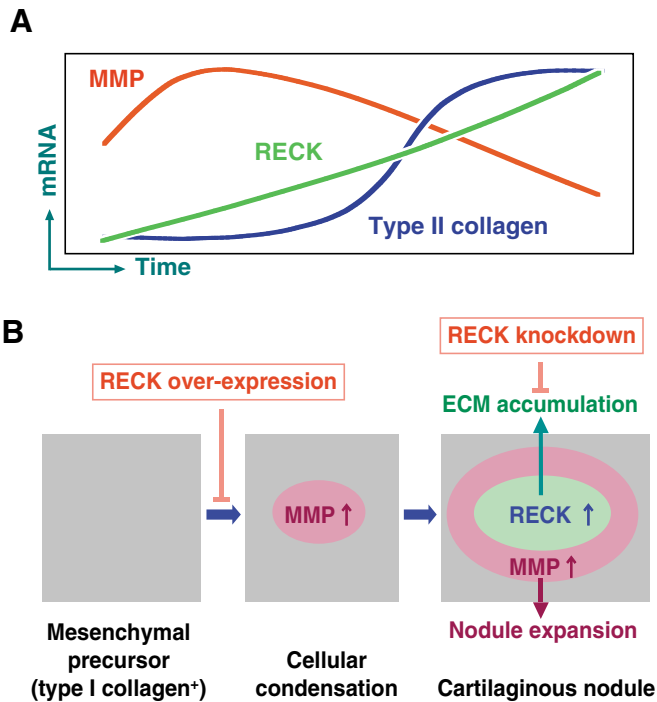 A
MMP
RECK
Type II collagen
mRNA
Time
B
RECK knockdown
RECK over-expression
ECM accumulation
MMP ↑
RECK ↑
MMP ↑
Nodule expansion
Mesenchymal
precursor
(type I collagen⁺)
Cellular
condensation
Cartilaginous nodule